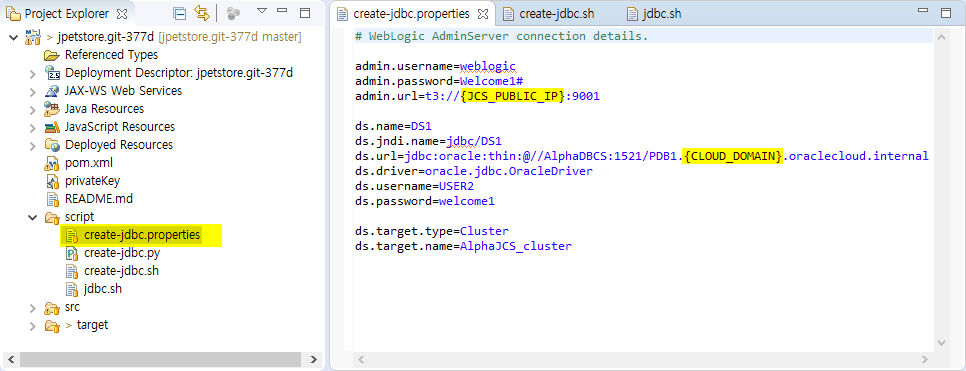 Project Explorer
> jpetstore.git-377d [jpetstore.git-377d master]
Referenced Types
Deployment Descriptor: jpetstore.git-377d
JAX-WS Web Services
Java Resources
JavaScript Resources
Deployed Resources
pom.xml
privateKey
README.md
script
create-jdbc.properties
create-jdbc.py
create-jdbc.sh
jdbc.sh
src
> target
create-jdbc.properties create-jdbc.sh jdbc.sh
# WebLogic AdminServer connection details.
admin.username=weblogic
admin.password=Welcome1#
admin.url=t3://{JCS_PUBLIC_IP}:9001
ds.name=DS1
ds.jndi.name=jdbc/DS1
ds.url=jdbc:oracle:thin:@//AlphaDBCS:1521/PDB1.{CLOUD_DOMAIN}.oraclecloud.internal
ds.driver=oracle.jdbc.OracleDriver
ds.username=USER2
ds.password=welcome1
ds.target.type=Cluster
ds.target.name=AlphaJCS_cluster